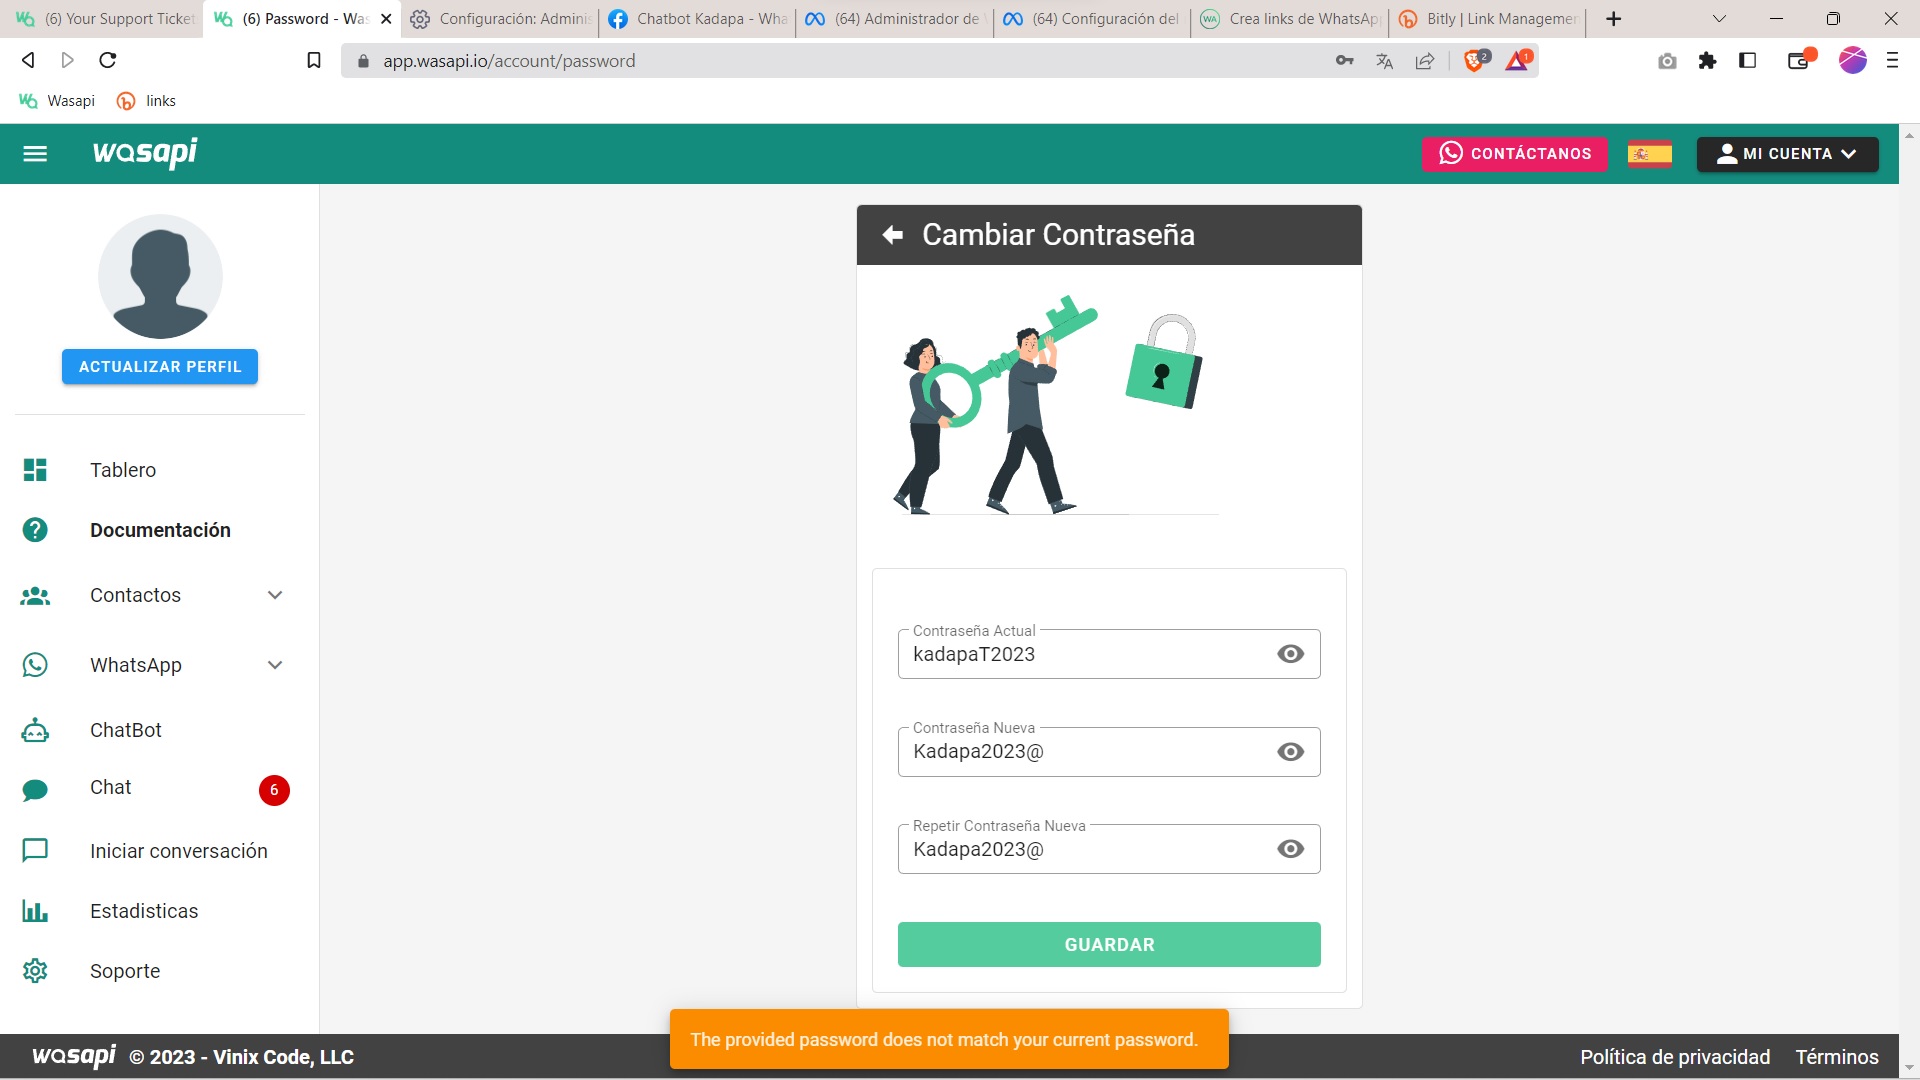 (6) Your Support Ticket
(6) Password - Was
Configuración: Adminis
Chatbot Kadapa - Wha
(64) Administrador de
(64) Configuración del
Crea links de WhatsAp
Bitly | Link Managemen
app.wasapi.io/account/password
2
1
Wasapi
links
wasapi
CONTÁCTANOS
MI CUENTA
ACTUALIZAR PERFIL
Tablero
Documentación
Contactos
WhatsApp
ChatBot
Chat
6
Iniciar conversación
Estadisticas
Soporte
Cambiar Contraseña
Contraseña Actual
kadapaT2023
Contraseña Nueva
Kadapa2023@
Repetir Contraseña Nueva
Kadapa2023@
GUARDAR
The provided password does not match your current password.
wasapi © 2023 - Vinix Code, LLC
Política de privacidad
Términos